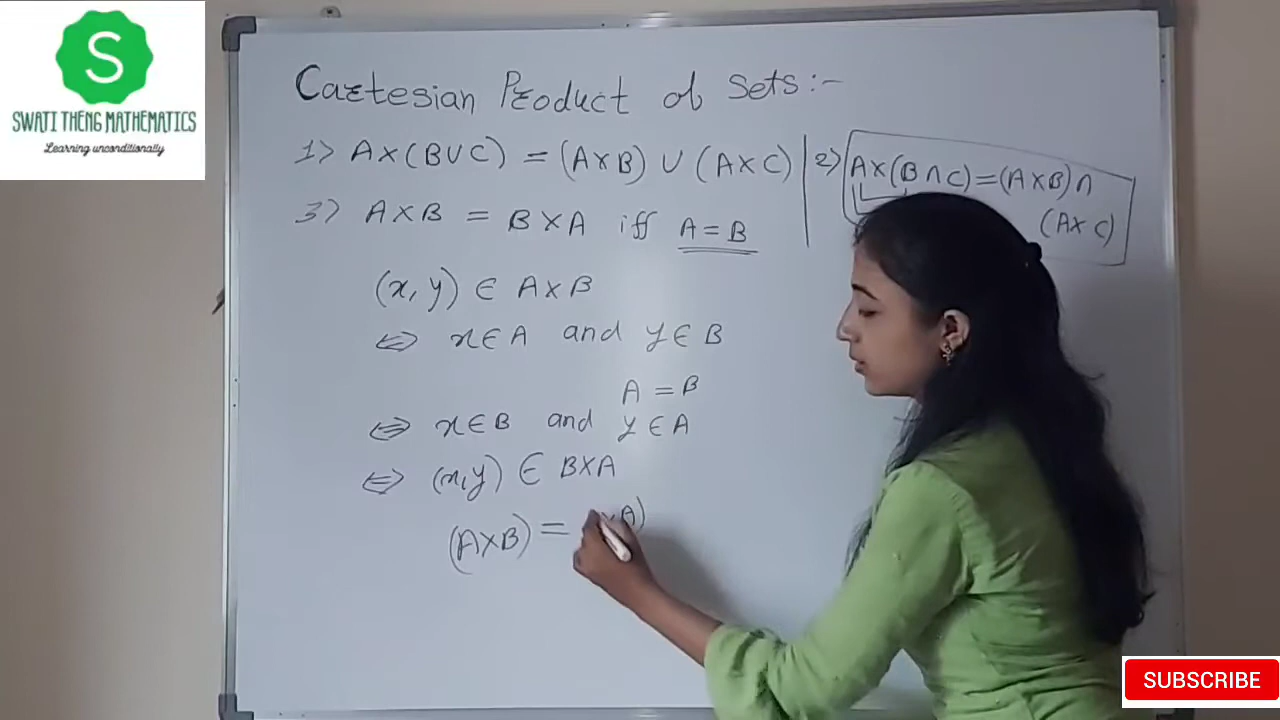 S
SWATI THENG MATHEMATICS
Learning unconditionally
Cartesian Product of Sets :-
1) A×(B∪C) = (A×B) ∪ (A×C)
2) A×(B∩C)=(A×B)∩
(A×C)
3) A×B = B×A iff A=B
(x, y) ∈ A×B
⇔ x∈A and y∈B
A = B
⇔ x∈B and y∈A
⇔ (x,y) ∈ B×A
(A×B) = ×A)
SUBSCRIBE